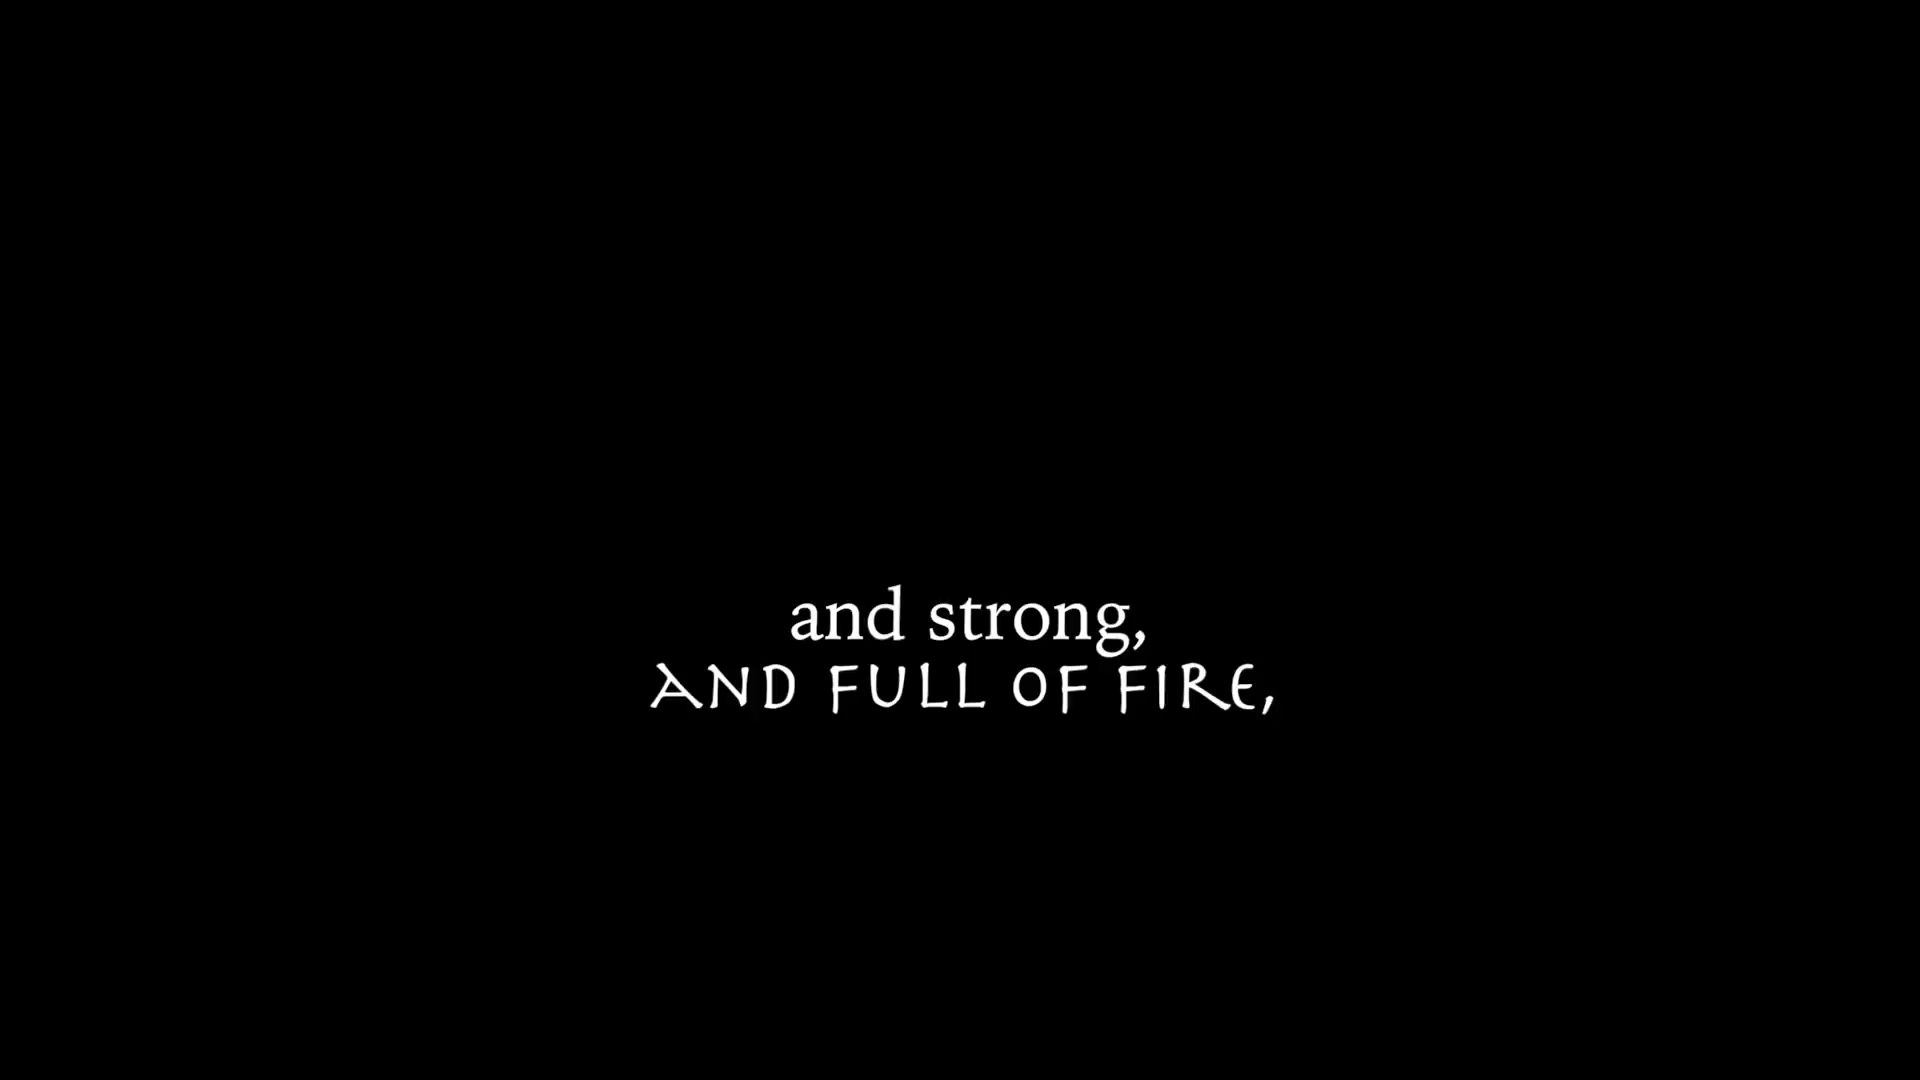 and strong,
AND FULL OF FIRE,